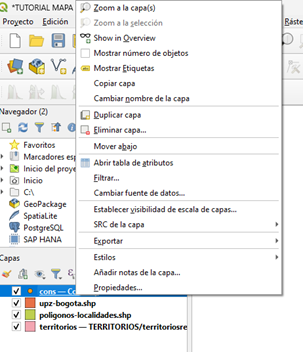 *TUTORIAL MAPA
Proyecto Edición
Ráste
Navegador (2)
Favoritos
Marcadores esp
Inicio del proye
Inicio
C:\
GeoPackage
SpatiaLite
PostgreSQL
SAP HANA
Capas
cons — Co
upz-bogota.shp
poligonos-localidades.shp
territorios — TERRITORIOS/territoriosre
Zoom a la capa(s)
Zoom a la selección
Show in Overview
Mostrar número de objetos
Mostrar Etiquetas
Copiar capa
Cambiar nombre de la capa
Duplicar capa
Eliminar capa...
Mover abajo
Abrir tabla de atributos
Filtrar...
Cambiar fuente de datos...
Establecer visibilidad de escala de capas...
SRC de la capa
Exportar
Estilos
Añadir notas de la capa...
Propiedades...